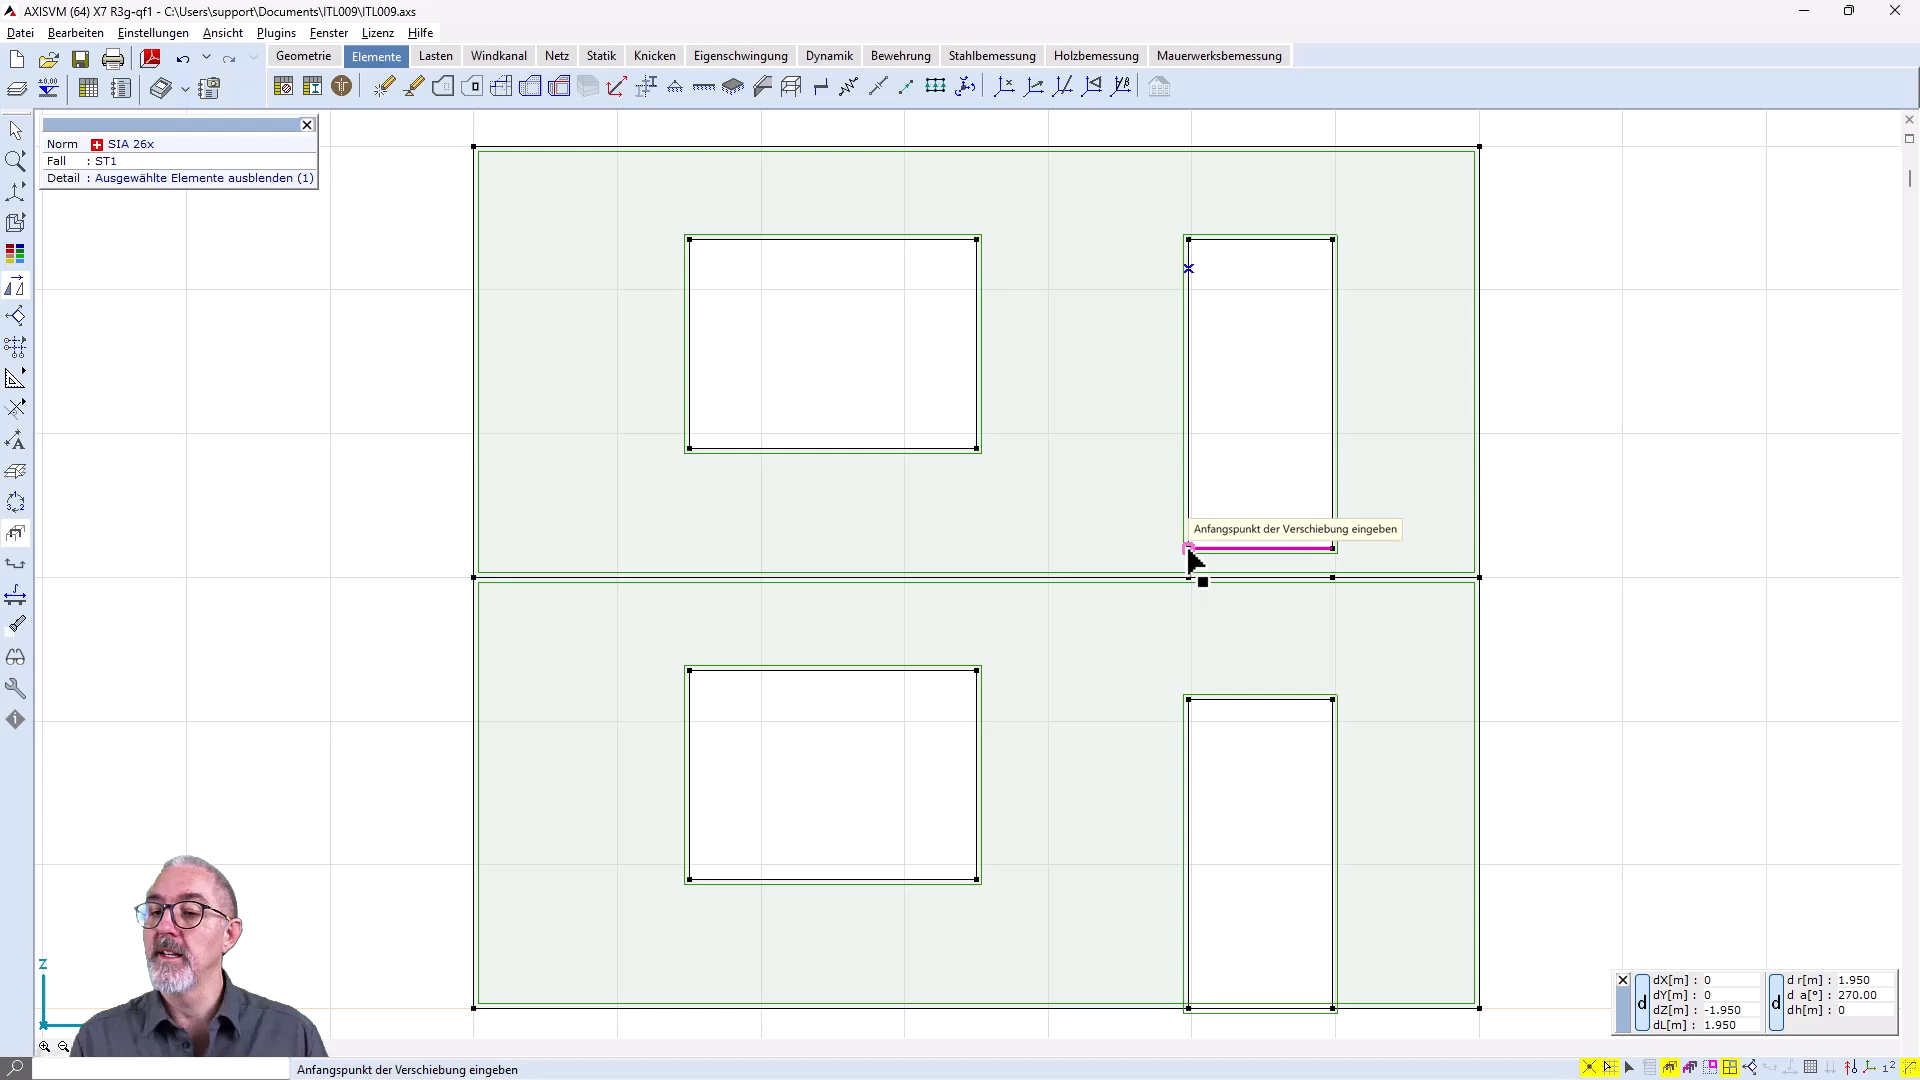 AXISVM (64) X7 R3g-qf1 - C:\Users\support\Documents\ITL009\ITL009.axs
Datei Bearbeiten Einstellungen Ansicht Plugins Fenster Lizenz Hilfe
Geometrie Elemente Lasten Windkanal Netz Statik Knicken Eigenschwingung Dynamik Bewehrung Stahlbemessung Holzbemessung Mauerwerksbemessung
Norm SIA 26x
Fall : ST1
Detail : Ausgewählte Elemente ausblenden (1)
Anfangspunkt der Verschiebung eingeben
Z
dX[m] : 0
dY[m] : 0
dZ[m] : -1.950
dL[m] : 1.950
d
d r[m] : 1.950
d a[°] : 270.00
dh[m] : 0
d
Anfangspunkt der Verschiebung eingeben